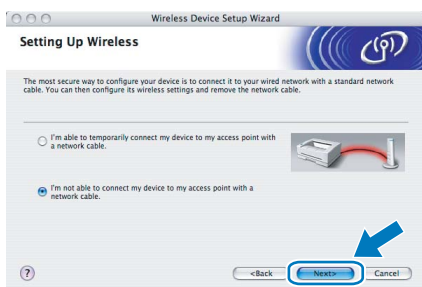 Wireless Device Setup Wizard
Setting Up Wireless
The most secure way to configure your device is to connect it to your wired network with a standard network
cable. You can then configure its wireless settings and remove the network cable.
I'm able to temporarily connect my device to my access point with
a network cable.
I'm not able to connect my device to my access point with a
network cable.
?
<Back Next> Cancel